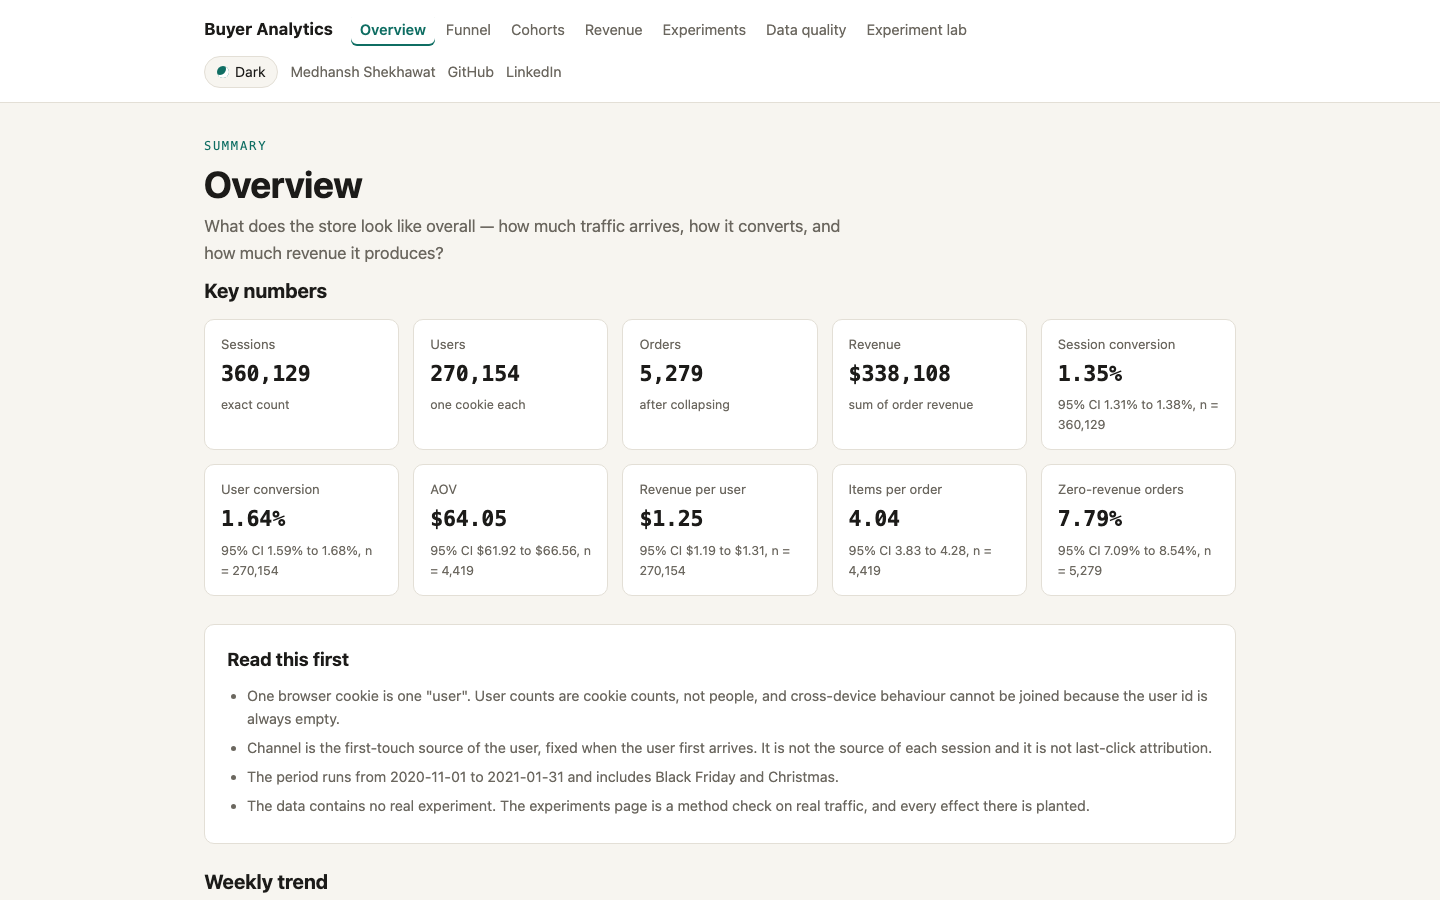 Buyer Analytics Overview Funnel Cohorts Revenue Experiments Data quality Experiment lab
Dark Medhansh Shekhawat GitHub LinkedIn
SUMMARY
Overview
What does the store look like overall — how much traffic arrives, how it converts, and
how much revenue it produces?
Key numbers
Sessions
360,129
exact count
Users
270,154
one cookie each
Orders
5,279
after collapsing
Revenue
$338,108
sum of order revenue
Session conversion
1.35%
95% CI 1.31% to 1.38%, n =
360,129
User conversion
1.64%
95% CI 1.59% to 1.68%, n
= 270,154
AOV
$64.05
95% CI $61.92 to $66.56, n
= 4,419
Revenue per user
$1.25
95% CI $1.19 to $1.31, n =
270,154
Items per order
4.04
95% CI 3.83 to 4.28, n =
4,419
Zero-revenue orders
7.79%
95% CI 7.09% to 8.54%, n
= 5,279
Read this first
• One browser cookie is one "user". User counts are cookie counts, not people, and cross-device behaviour cannot be joined because the user id is
always empty.
• Channel is the first-touch source of the user, fixed when the user first arrives. It is not the source of each session and it is not last-click attribution.
• The period runs from 2020-11-01 to 2021-01-31 and includes Black Friday and Christmas.
• The data contains no real experiment. The experiments page is a method check on real traffic, and every effect there is planted.
Weekly trend